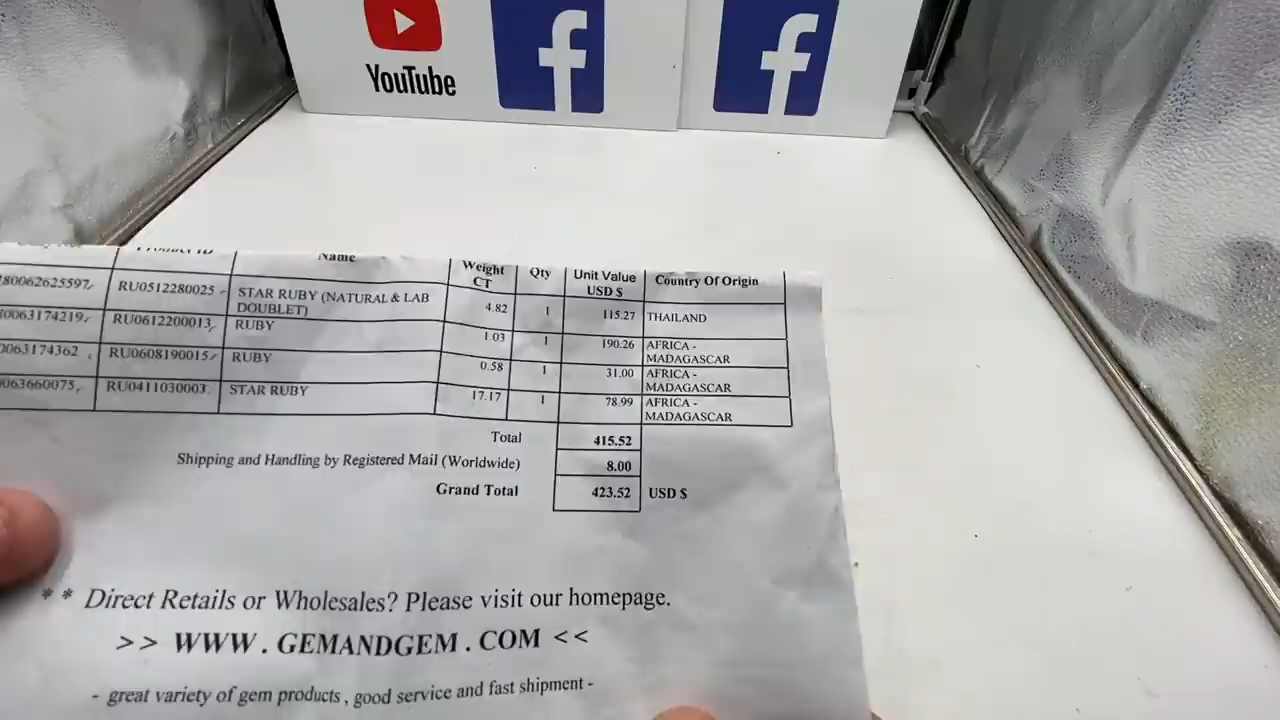 YouTube
Name Weight CT Qty Unit Value USD $ Country Of Origin
80062625597 RU0512280025 STAR RUBY (NATURAL & LAB DOUBLET) 4.82 1 115.27 THAILAND
0063174219 RU0612200013 RUBY 1.03 1 190.26 AFRICA - MADAGASCAR
0063174362 RU0608190015 RUBY 0.58 1 31.00 AFRICA - MADAGASCAR
063660075 RU0411030003 STAR RUBY 17.17 1 78.99 AFRICA - MADAGASCAR
Total 415.52
Shipping and Handling by Registered Mail (Worldwide) 8.00
Grand Total 423.52 USD $
* * Direct Retails or Wholesales? Please visit our homepage.
>> WWW . GEMANDGEM . COM <<
- great variety of gem products , good service and fast shipment -